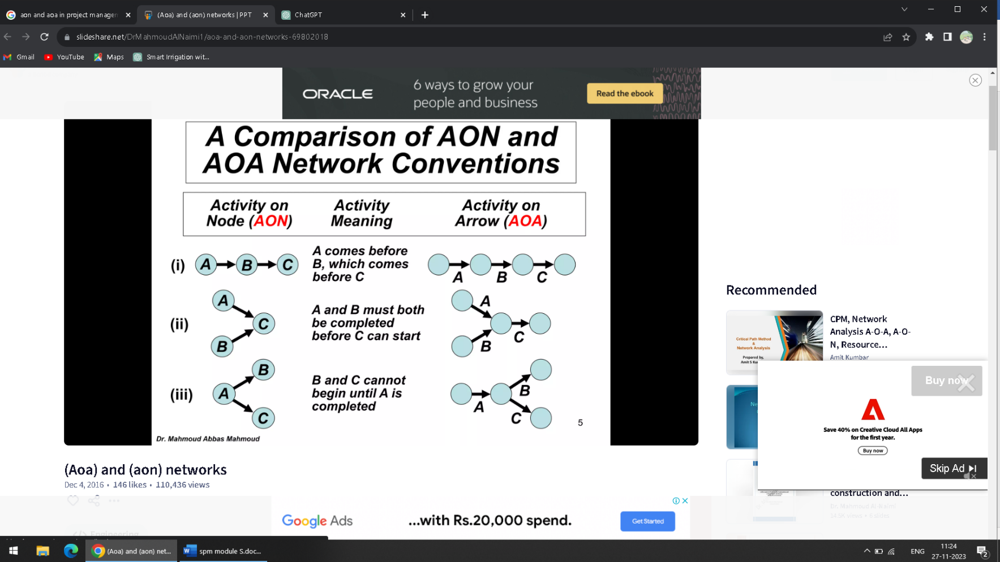 aon and aoa in project manager
(Aoa) and (aon) networks | PPT
ChatGPT
slideshare.net/DrMahmoudAlNaimi1/aoa-and-aon-networks-69802018
Gmail
YouTube
Maps
Smart Irrigation wit...
ORACLE
6 ways to grow your
people and business
Read the ebook
A Comparison of AON and
AOA Network Conventions
Activity on
Node (AON)
Activity
Meaning
Activity on
Arrow (AOA)
(i)
A
B
C
A comes before
B, which comes
before C
A
B
C
(ii)
A
B
C
A and B must both
be completed
before C can start
A
B
C
(iii)
A
B
C
B and C cannot
begin until A is
completed
A
B
C
5
Dr. Mahmoud Abbas Mahmoud
(Aoa) and (aon) networks
Dec 4, 2016 • 146 likes • 110,436 views
Engineering
Google Ads
...with Rs.20,000 spend.
Get Started
Recommended
Critical Path Method
&
Network Analysis
Prepared by,
Amit S Ku
CPM, Network
Analysis A-O-A, A-O-
N, Resource...
Amit Kumbar
Ne
Buy now
Save 40% on Creative Cloud All Apps
for the first year.
Buy now
Skip Ad
construction and...
Dr. Mahmoud Al-Naimi
14.5K views • 6 slides
(Aoa) and (aon) net...
spm module S.doc...
ENG
11:24
27-11-2023
2